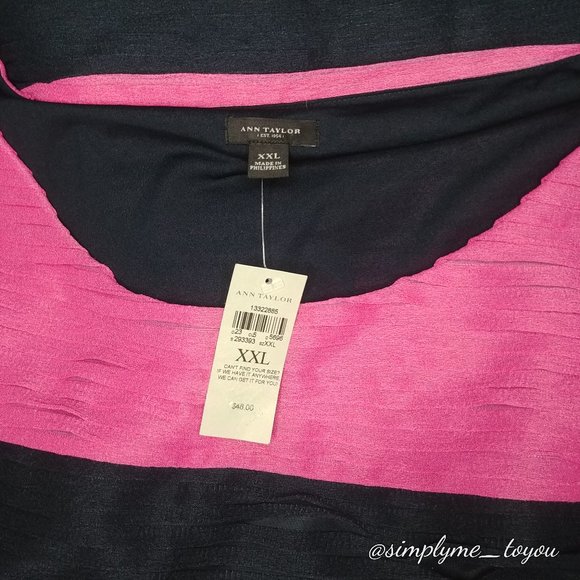 ANN TAYLOR
EST. 1954
XXL
MADE IN
PHILIPPINES
ANN TAYLOR
13322885
XXL
CAN'T FIND YOUR SIZE?
IF WE HAVE IT ANYWHERE
WE CAN GET IT FOR YOU!
$48.00
@simplyme_toyou